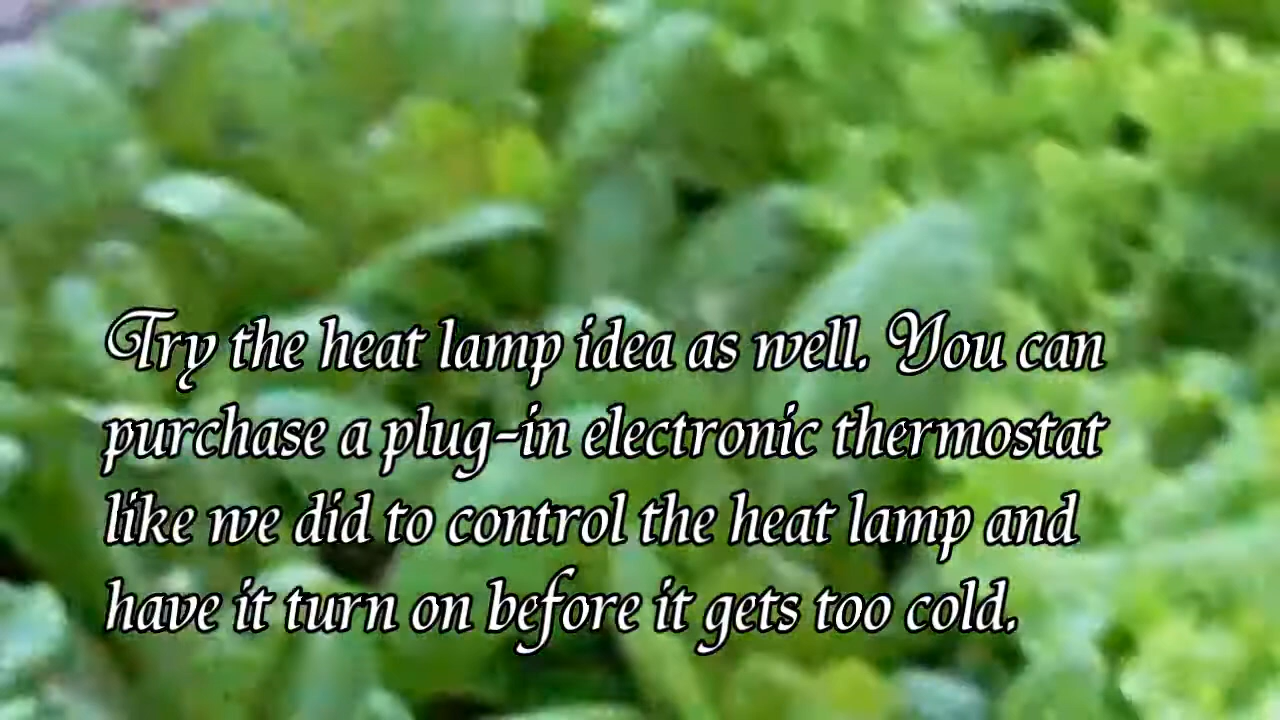 Try the heat lamp idea as well. You can
purchase a plug-in electronic thermostat
like we did to control the heat lamp and
have it turn on before it gets too cold.